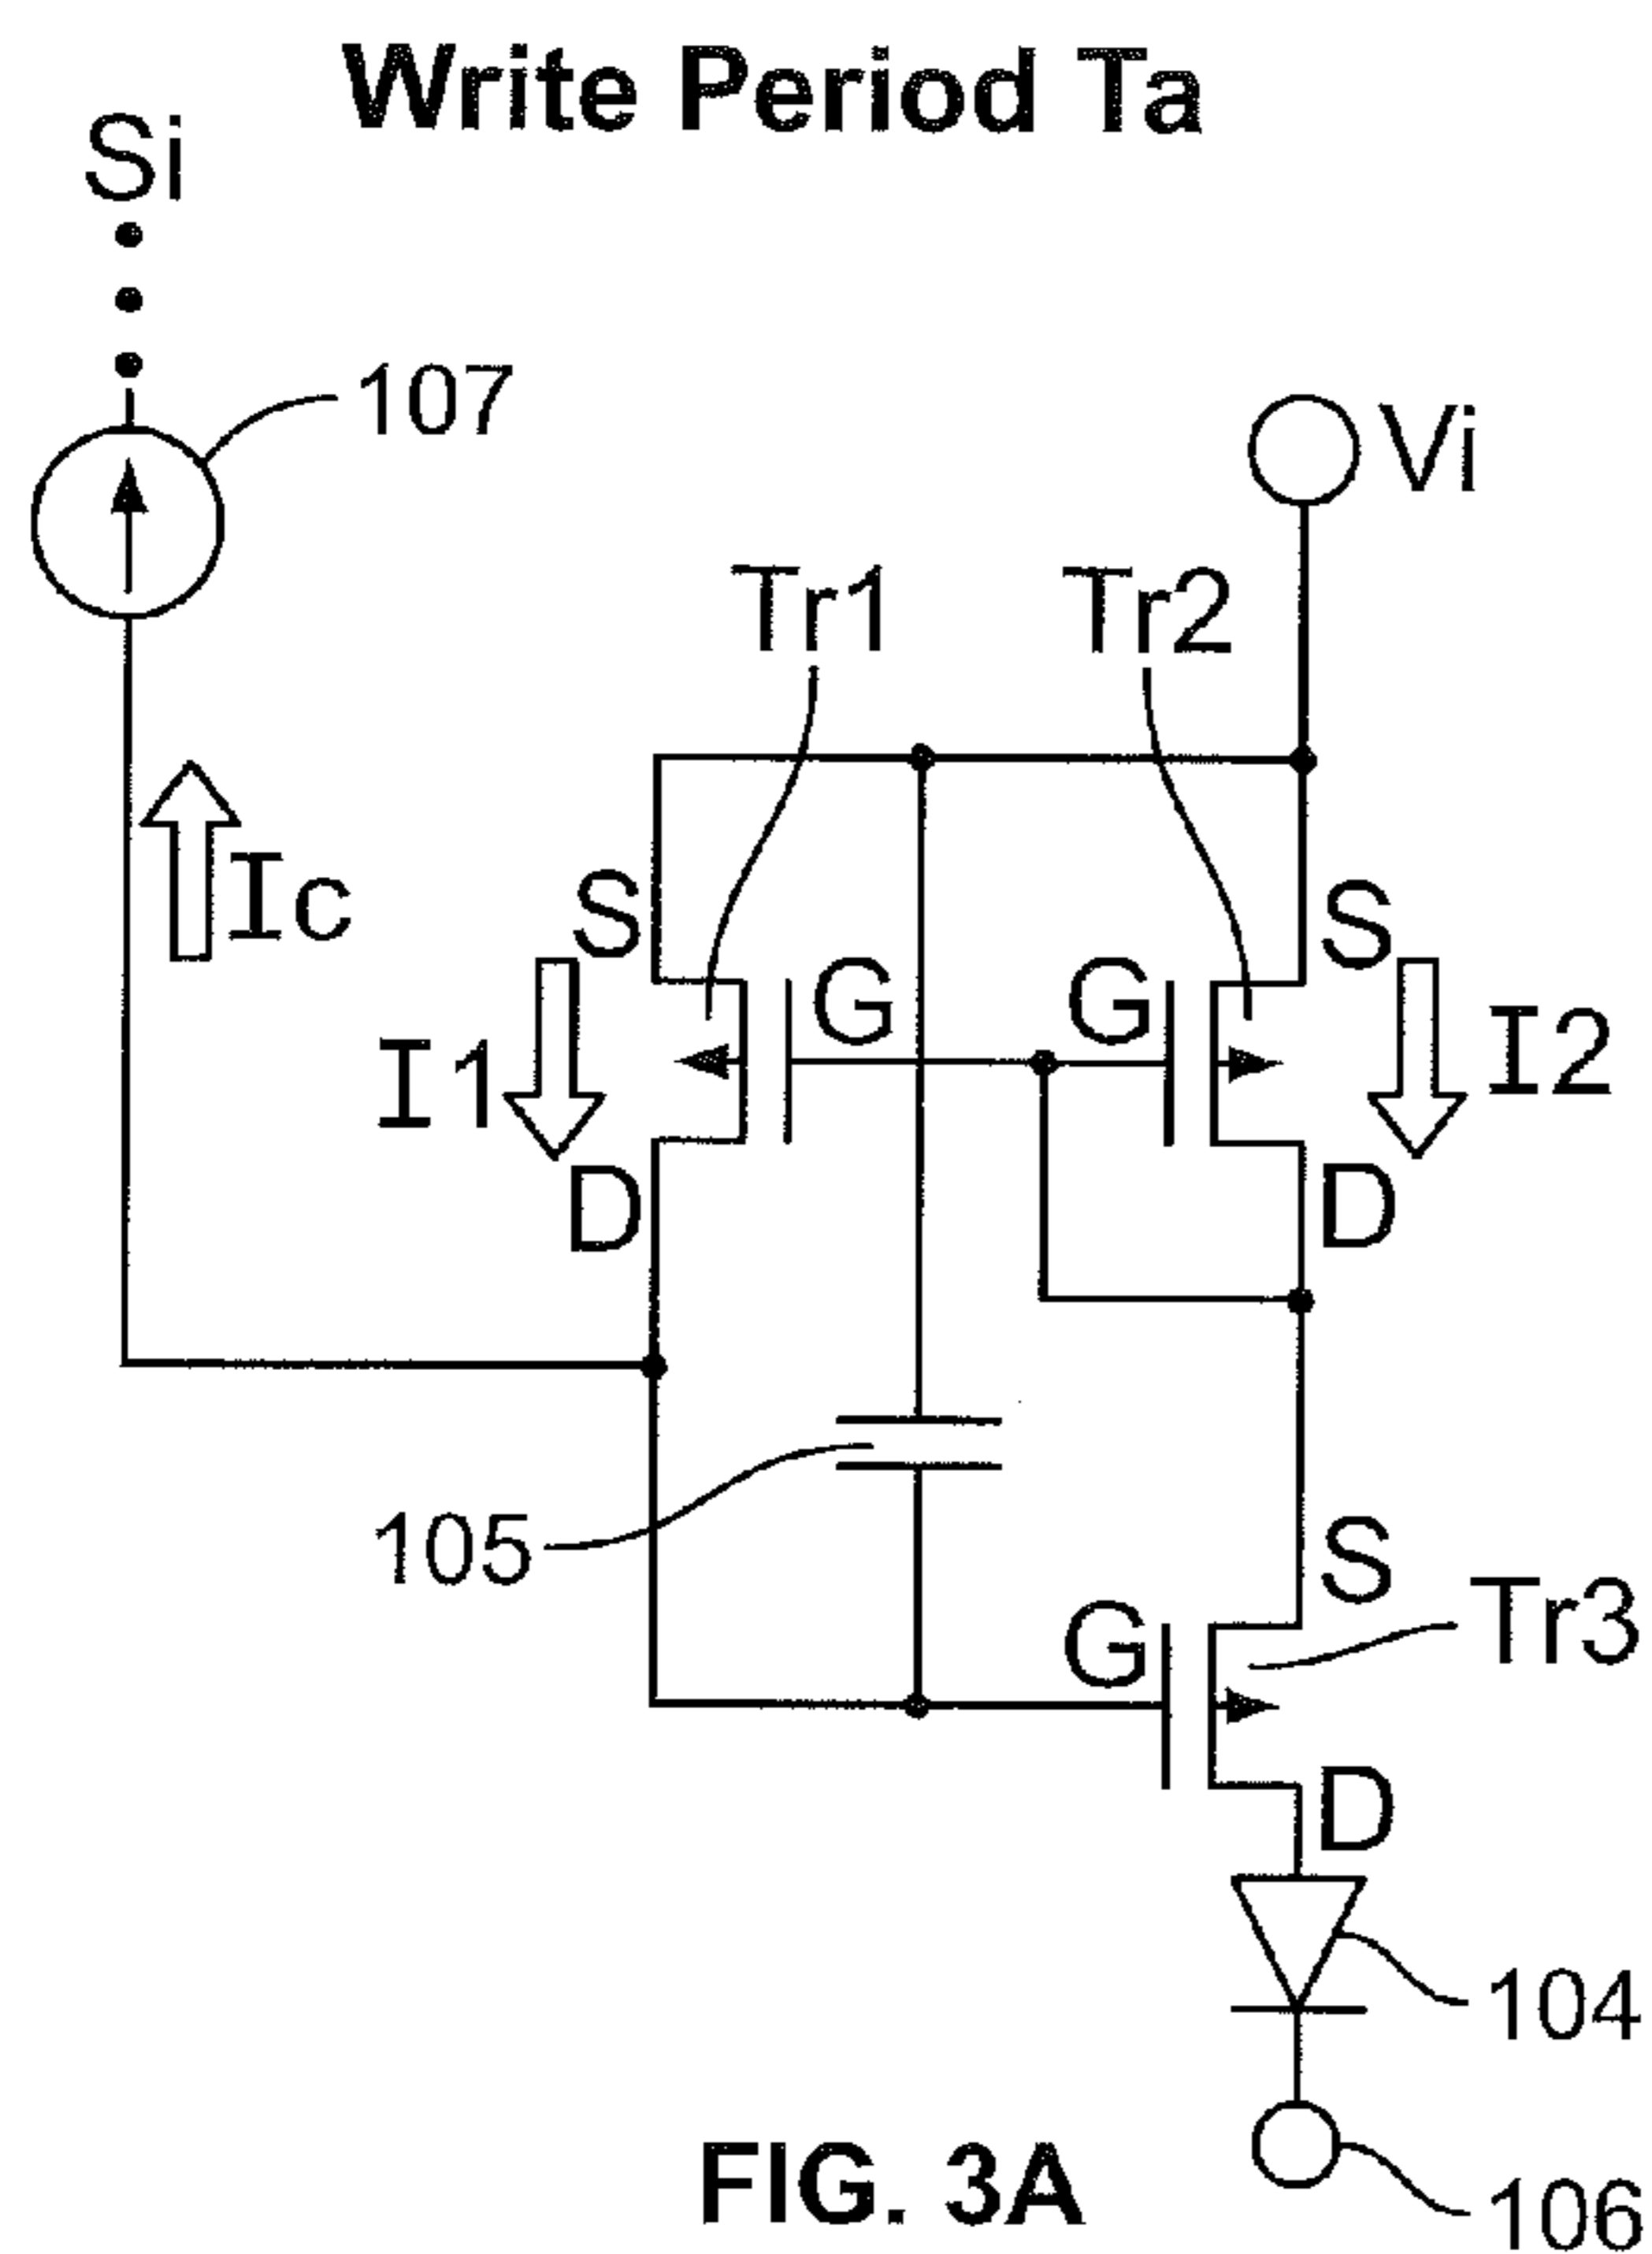 Write Period Ta
Si
107
Vi
Tr1
Tr2
Ic
S
S
G
G
I1
I2
D
D
105
S
G
Tr3
D
104
106
FIG. 3A